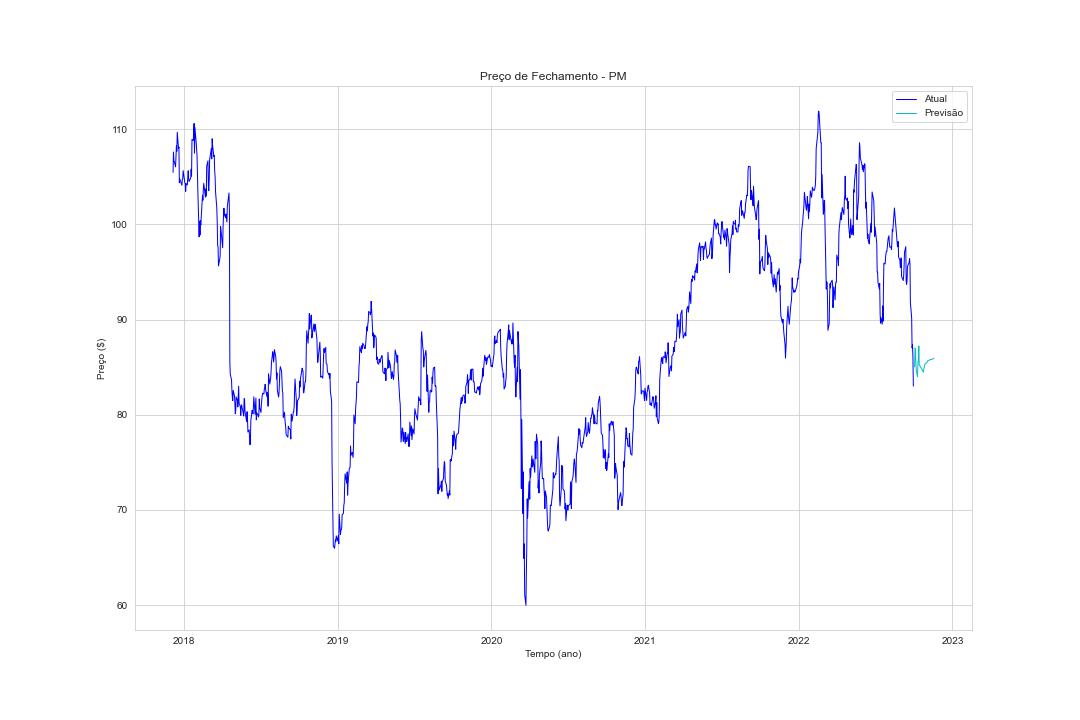 Preço de Fechamento - PM
Atual
Previsão
110
100
90
80
70
60
Preço ($)
2018 2019 2020 2021 2022 2023
Tempo (ano)